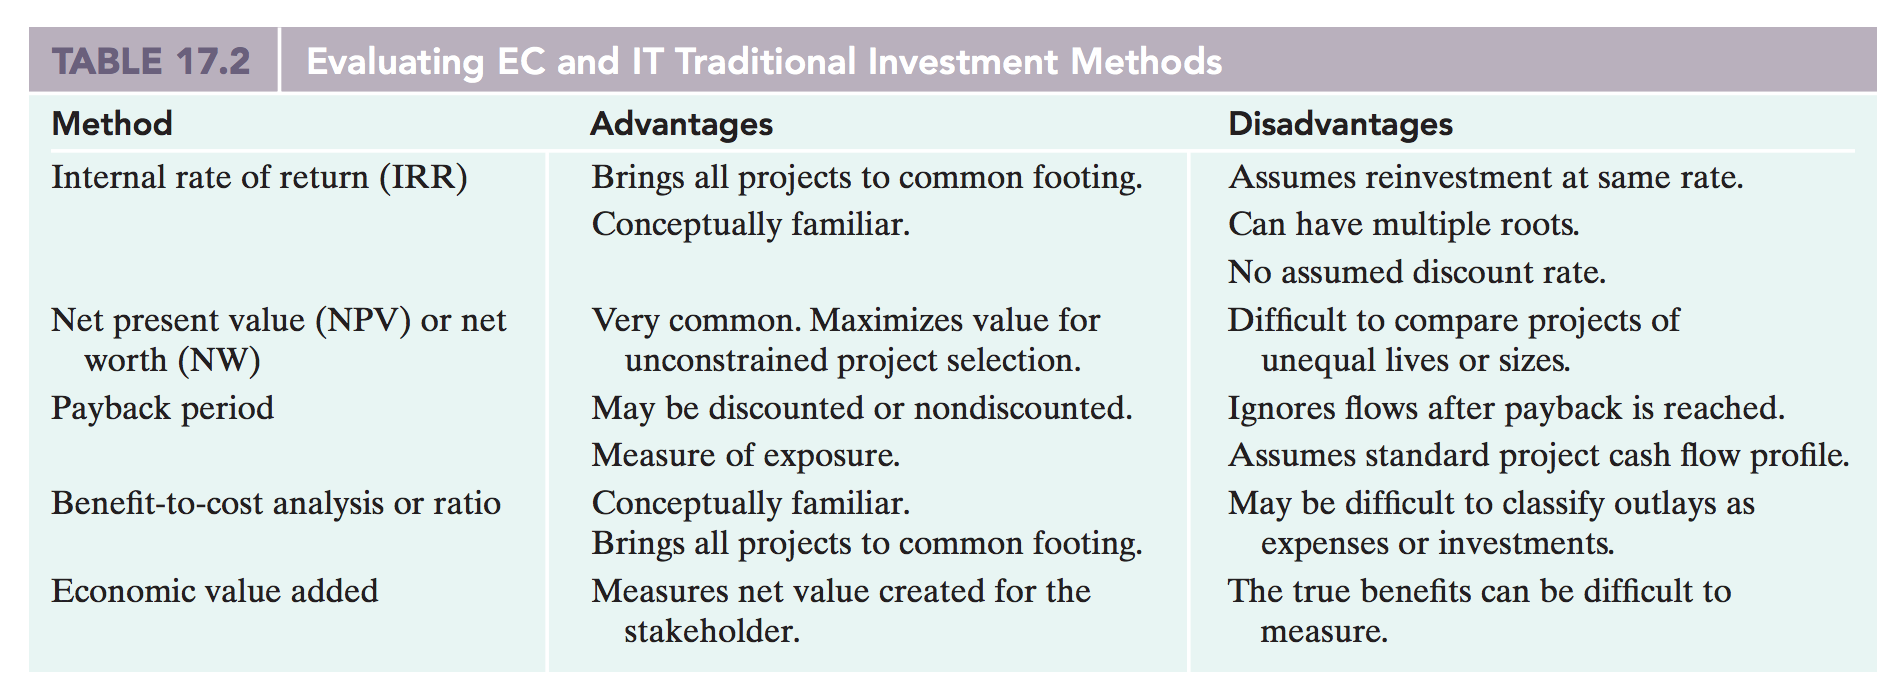 TABLE 17.2 Evaluating EC and IT Traditional Investment Methods
Method Advantages Disadvantages
Internal rate of return (IRR) Brings all projects to common footing. Assumes reinvestment at same rate.
Conceptually familiar. Can have multiple roots.
No assumed discount rate.
Net present value (NPV) or net Very common. Maximizes value for Difficult to compare projects of
worth (NW) unconstrained project selection. unequal lives or sizes.
Payback period May be discounted or nondiscounted. Ignores flows after payback is reached.
Measure of exposure. Assumes standard project cash flow profile.
Benefit-to-cost analysis or ratio Conceptually familiar. May be difficult to classify outlays as
Brings all projects to common footing. expenses or investments.
Economic value added Measures net value created for the The true benefits can be difficult to
stakeholder. measure.